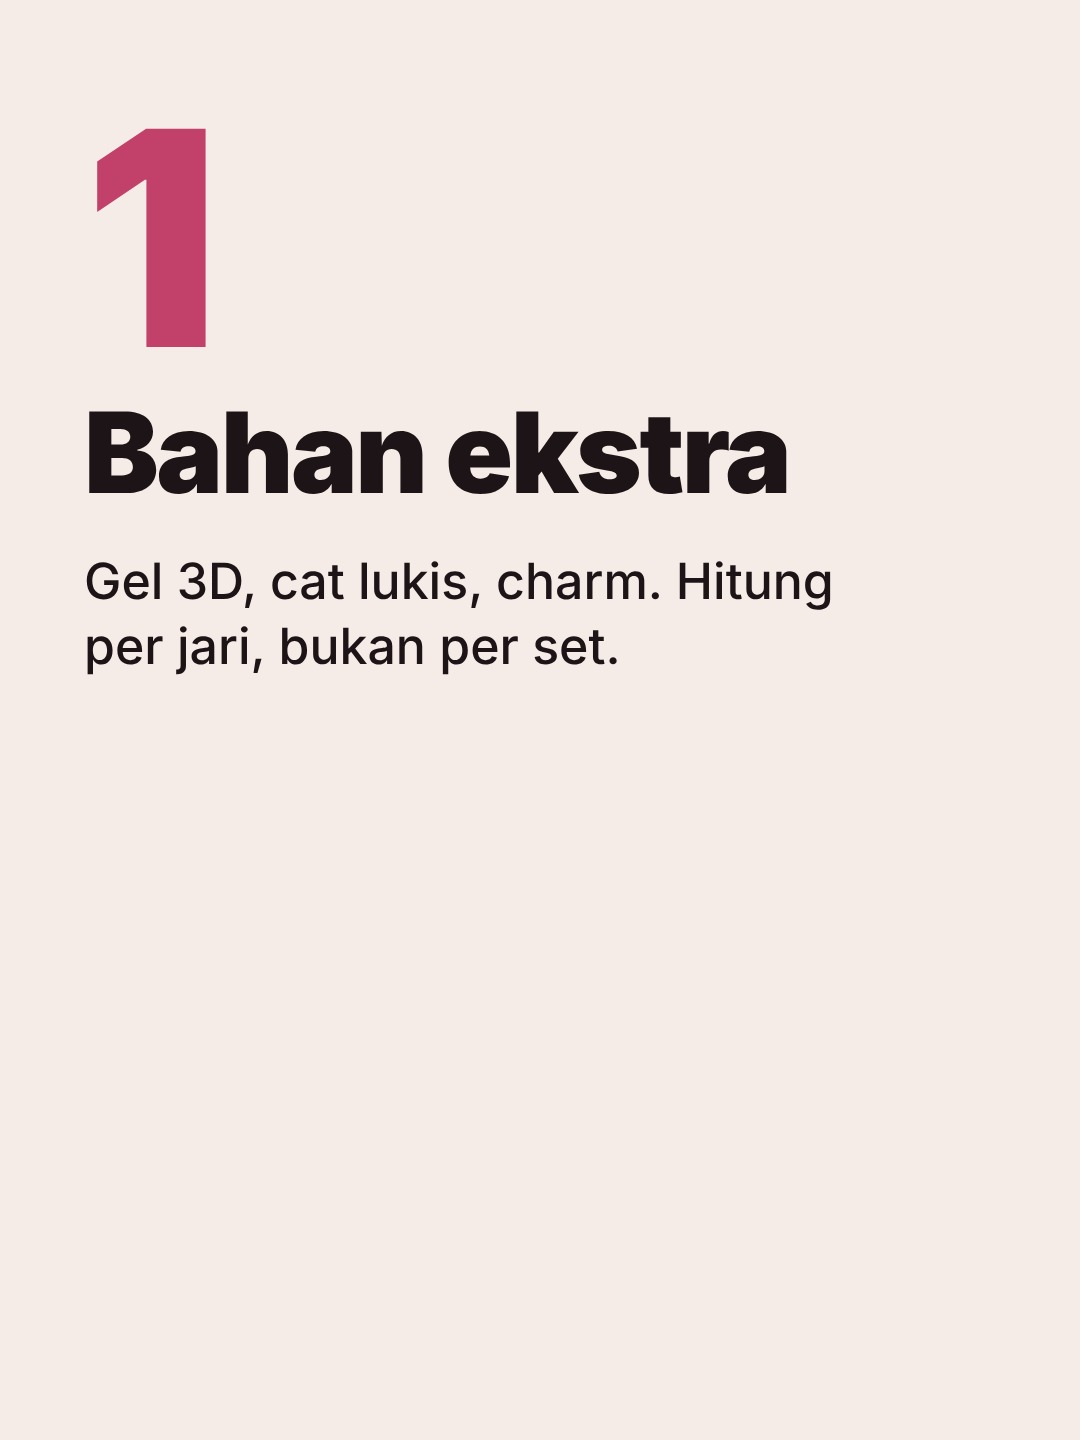 1
Bahan ekstra
Gel 3D, cat lukis, charm. Hitung
per jari, bukan per set.